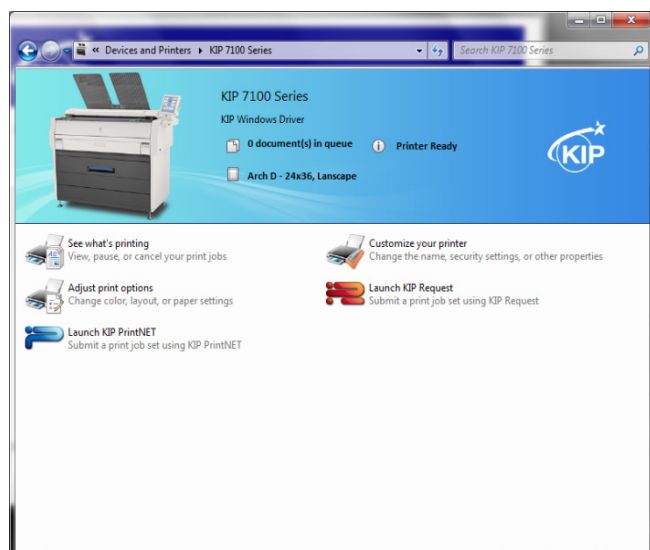 « Devices and Printers ▸ KIP 7100 Series
Search KIP 7100 Series
KIP 7100 Series
KIP Windows Driver
0 document(s) in queue
Printer Ready
Arch D - 24x36, Lanscape
KIP
See what's printing
View, pause, or cancel your print jobs
Customize your printer
Change the name, security settings, or other properties
Adjust print options
Change color, layout, or paper settings
Launch KIP Request
Submit a print job set using KIP Request
Launch KIP PrintNET
Submit a print job set using KIP PrintNET